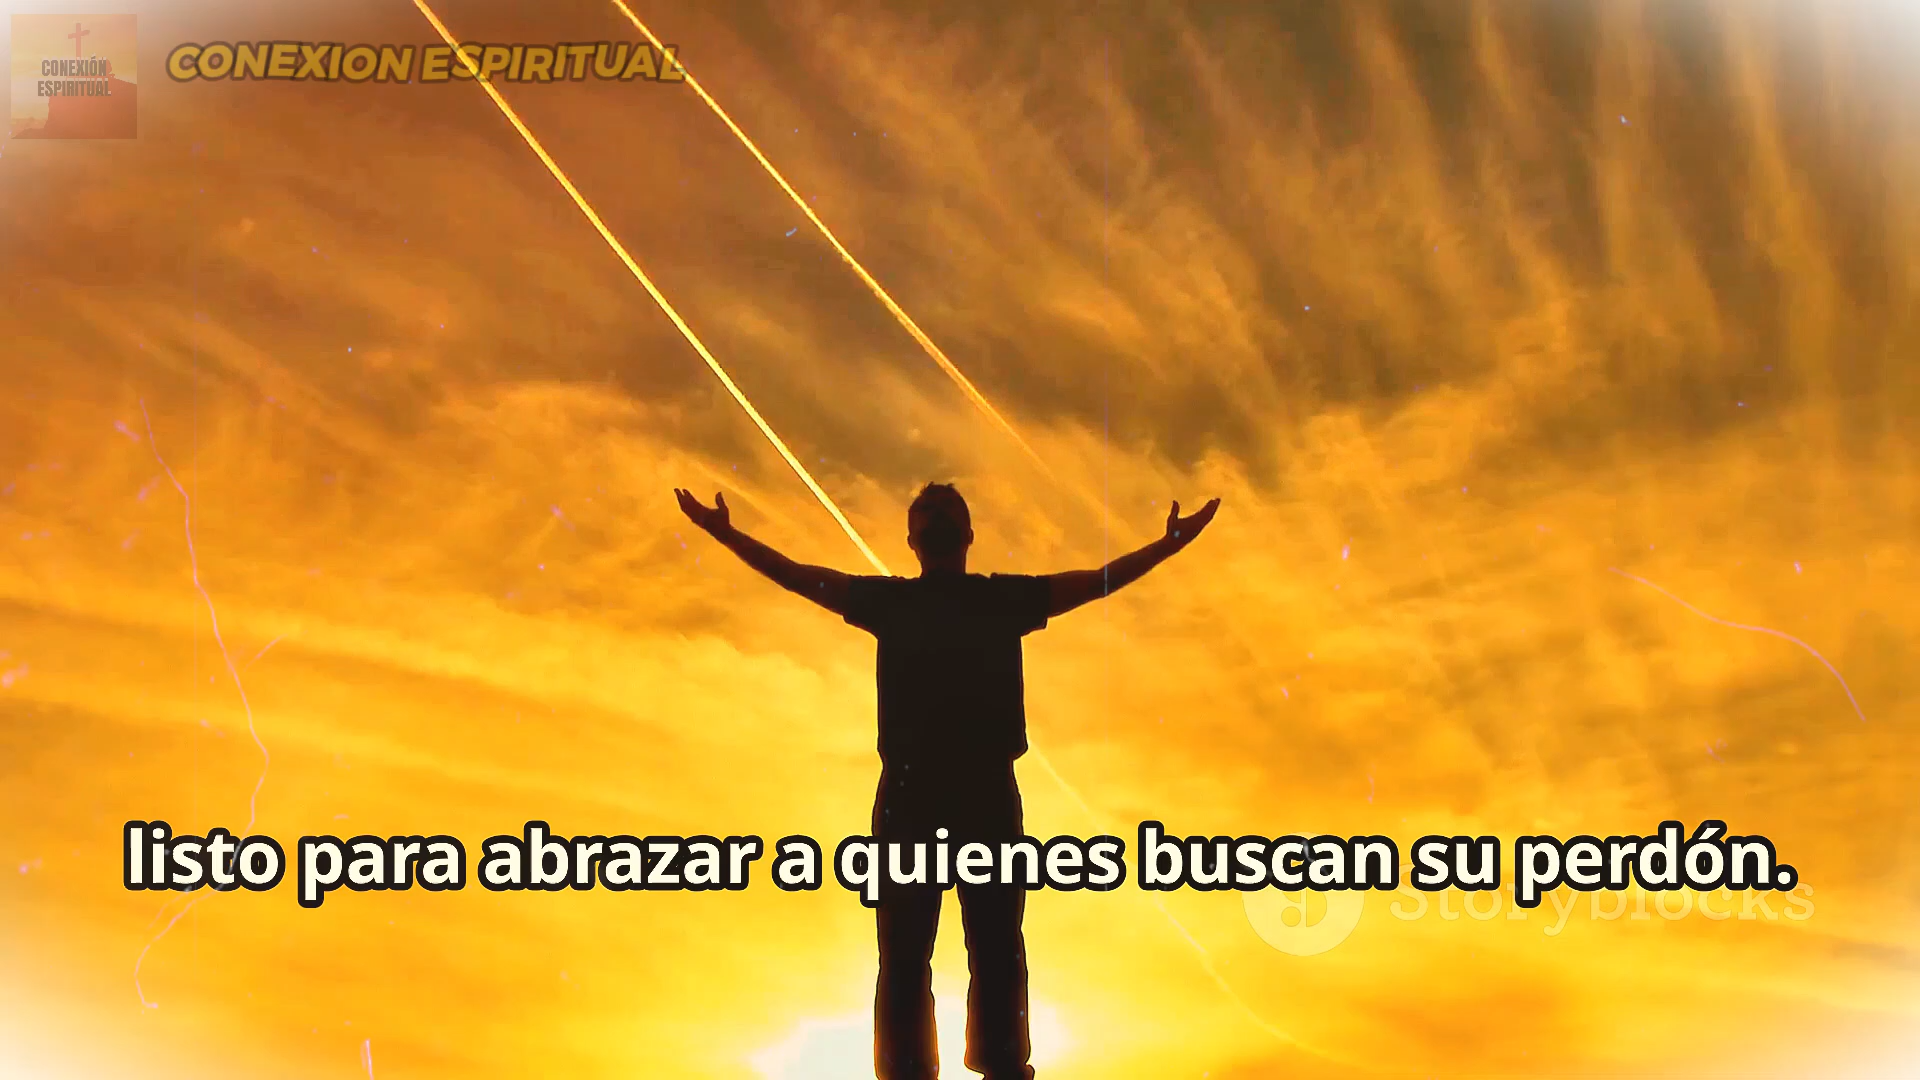 CONEXIÓN
ESPIRITUAL
CONEXION ESPIRITUAL
listo para abrazar a quienes buscan su perdón.
Storyblocks